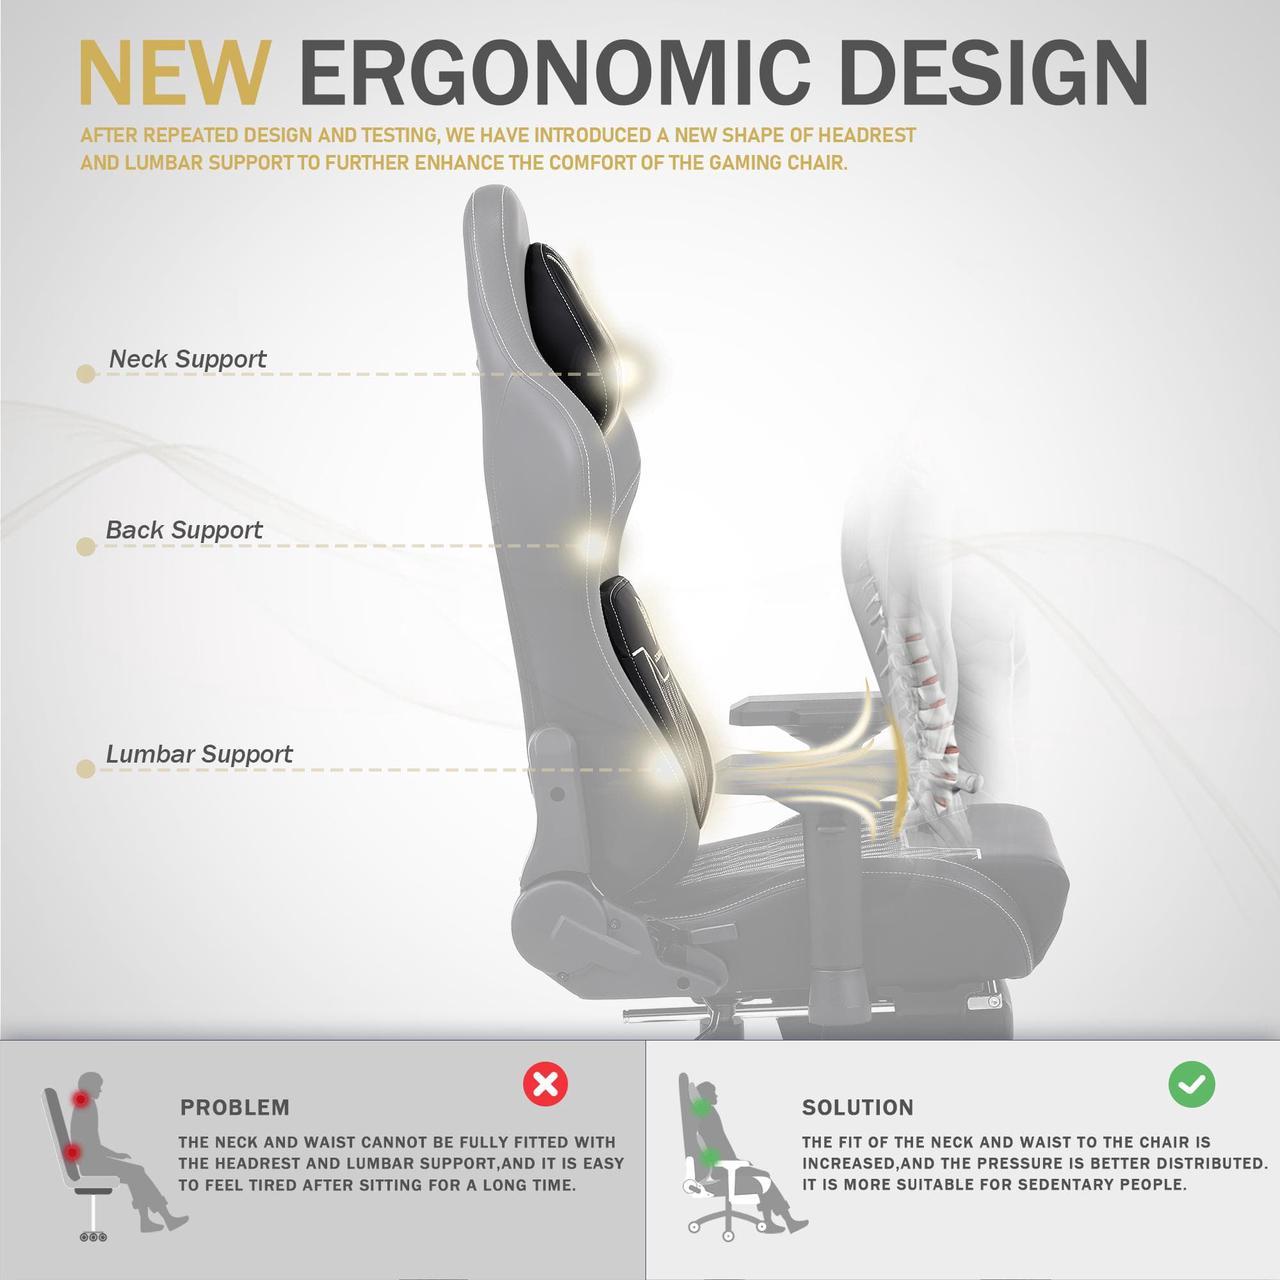 NEW ERGONOMIC DESIGN
AFTER REPEATED DESIGN AND TESTING, WE HAVE INTRODUCED A NEW SHAPE OF HEADREST
AND LUMBAR SUPPORT TO FURTHER ENHANCE THE COMFORT OF THE GAMING CHAIR.
Neck Support
Back Support
Lumbar Support
PROBLEM
THE NECK AND WAIST CANNOT BE FULLY FITTED WITH
THE HEADREST AND LUMBAR SUPPORT,AND IT IS EASY
TO FEEL TIRED AFTER SITTING FOR A LONG TIME.
SOLUTION
THE FIT OF THE NECK AND WAIST TO THE CHAIR IS
INCREASED,AND THE PRESSURE IS BETTER DISTRIBUTED.
IT IS MORE SUITABLE FOR SEDENTARY PEOPLE.